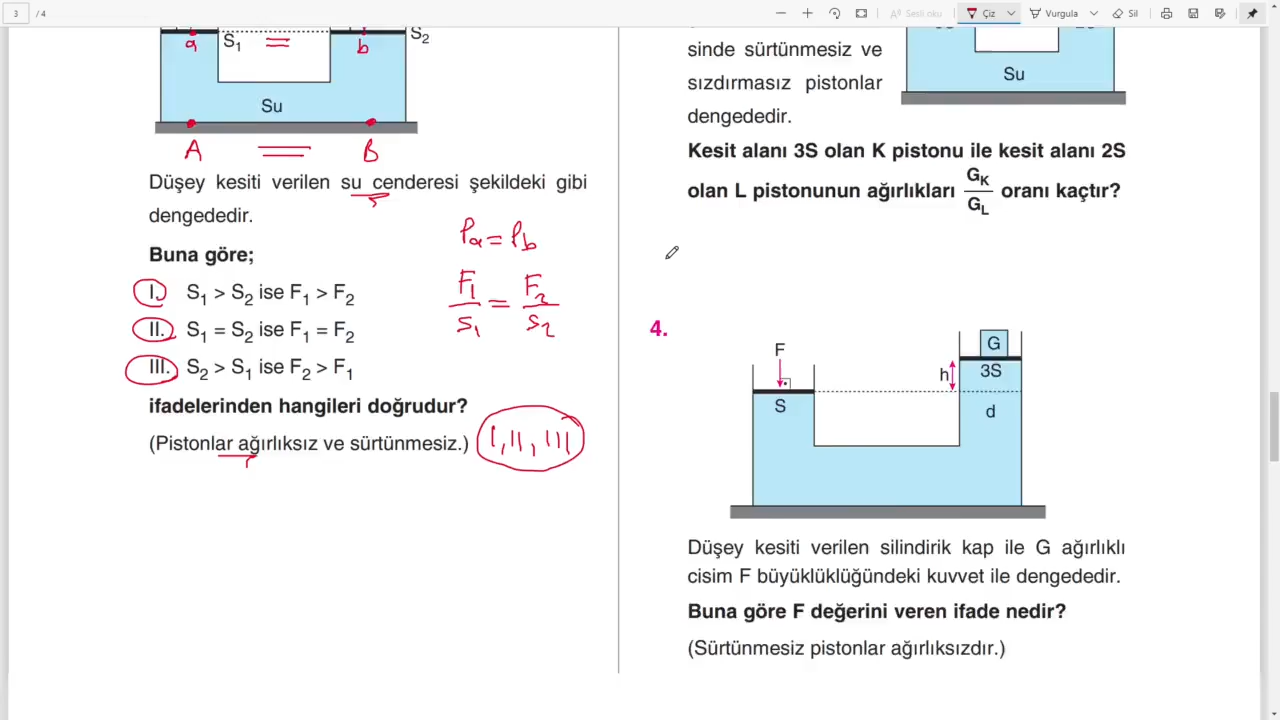 3 / 4
Sesli oku
Çiz
Vurgula
Sil
a S₁ = b S₂
Su
A = B
Düşey kesiti verilen su cenderesi şekildeki gibi
dengededir.
Buna göre;
I. S₁ > S₂ ise F₁ > F₂
II. S₁ = S₂ ise F₁ = F₂
III. S₂ > S₁ ise F₂ > F₁
ifadelerinden hangileri doğrudur?
(Pistonlar ağırlıksız ve sürtünmesiz.)
Pa = Pb
F₁/S₁ = F₂/S₂
I, II, III
sinde sürtünmesiz ve
sızdırmasız pistonlar
dengededir.
Su
Kesit alanı 3S olan K pistonu ile kesit alanı 2S
olan L pistonunun ağırlıkları G_K/G_L oranı kaçtır?
4.
F
S
h
G
3S
d
Düşey kesiti verilen silindirik kap ile G ağırlıklı
cisim F büyüklüklüğündeki kuvvet ile dengededir.
Buna göre F değerini veren ifade nedir?
(Sürtünmesiz pistonlar ağırlıksızdır.)